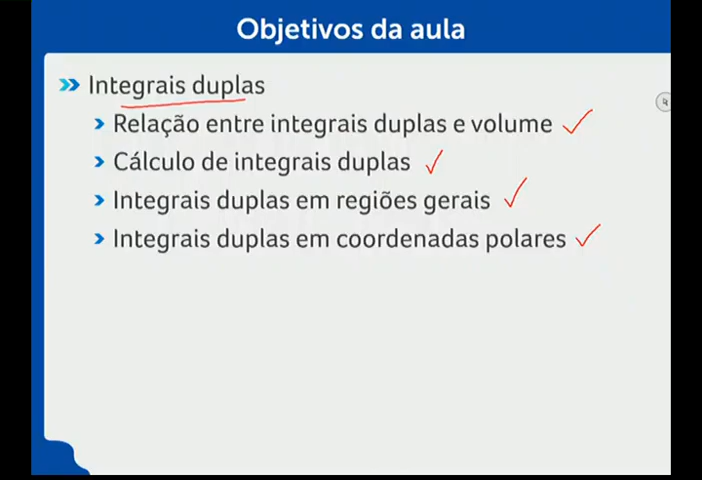 Objetivos da aula
Integrais duplas
Relação entre integrais duplas e volume
Cálculo de integrais duplas
Integrais duplas em regiões gerais
Integrais duplas em coordenadas polares